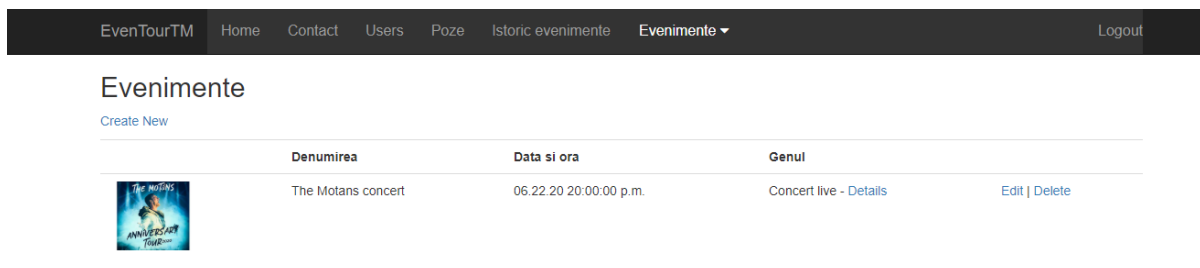 EvenTourTM Home Contact Users Poze Istoric evenimente Evenimente Logout
Evenimente
Create New
Denumirea Data si ora Genul
The Motans concert 06.22.20 20:00:00 p.m. Concert live - Details Edit | Delete
THE MOTANS
ANNIVERSARY
TOUR